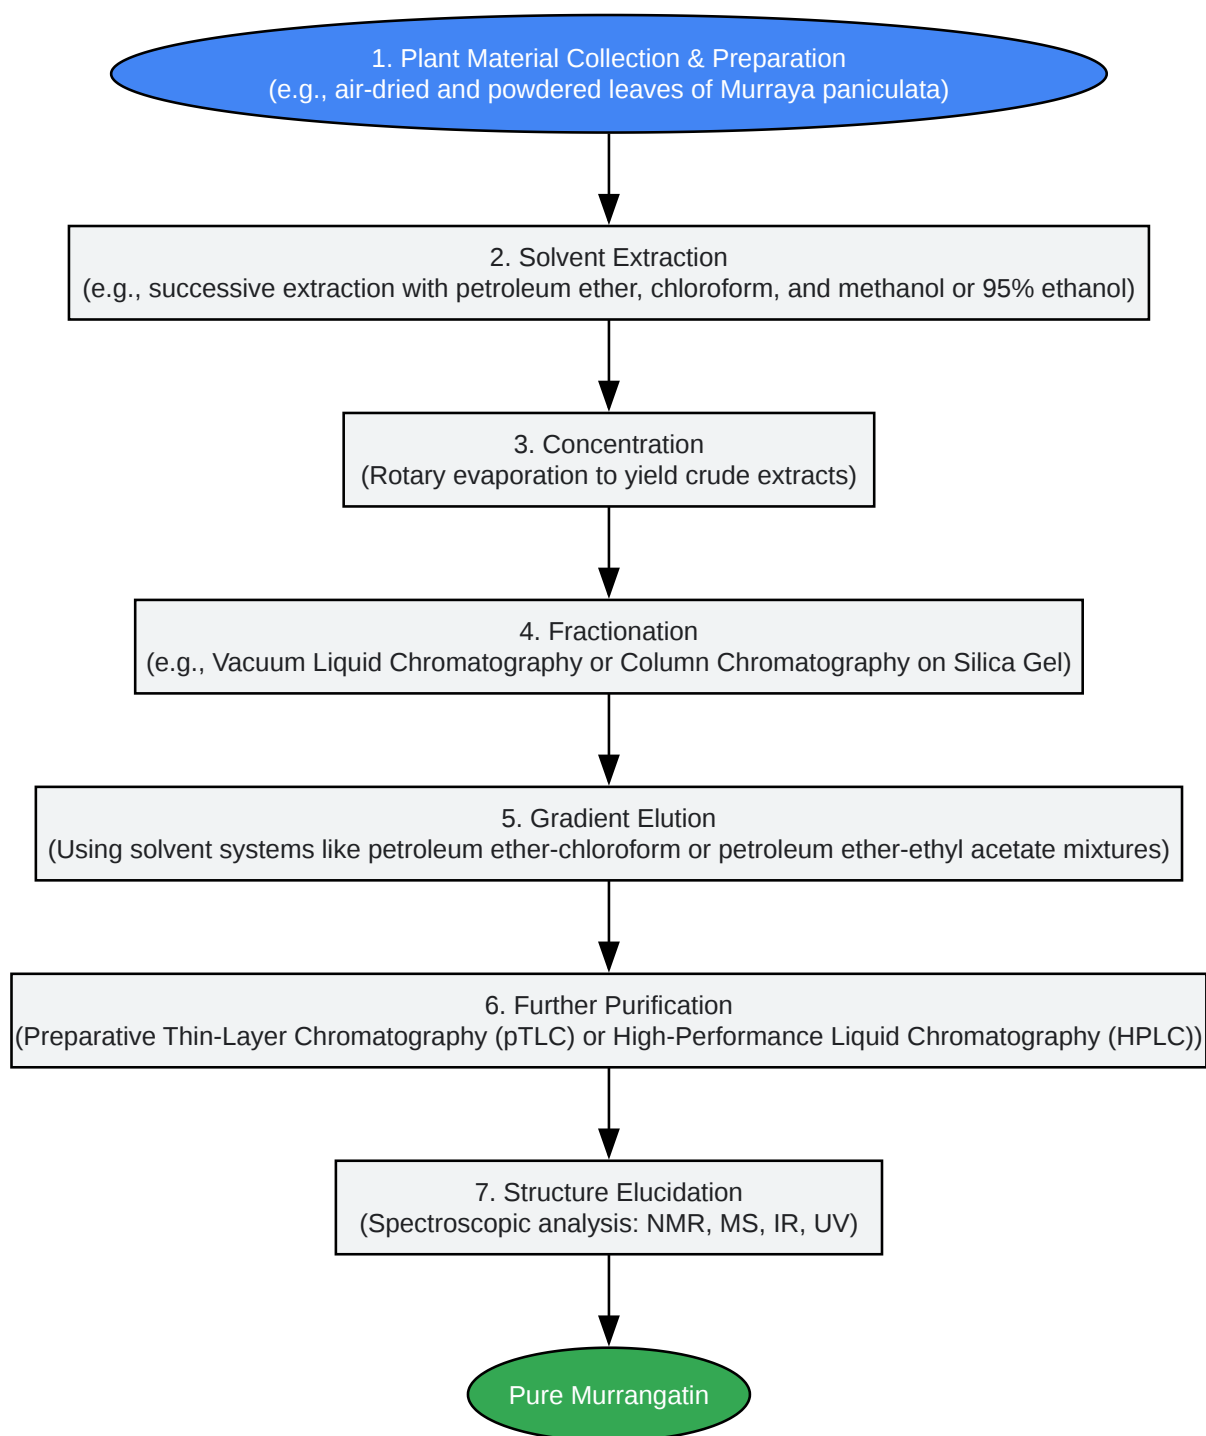 1. Plant Material Collection & Preparation
(e.g., air-dried and powdered leaves of Murraya paniculata)
2. Solvent Extraction
(e.g., successive extraction with petroleum ether, chloroform, and methanol or 95% ethanol)
3. Concentration
(Rotary evaporation to yield crude extracts)
4. Fractionation
(e.g., Vacuum Liquid Chromatography or Column Chromatography on Silica Gel)
5. Gradient Elution
(Using solvent systems like petroleum ether-chloroform or petroleum ether-ethyl acetate mixtures)
6. Further Purification
(Preparative Thin-Layer Chromatography (pTLC) or High-Performance Liquid Chromatography (HPLC))
7. Structure Elucidation
(Spectroscopic analysis: NMR, MS, IR, UV)
Pure Murrangatin